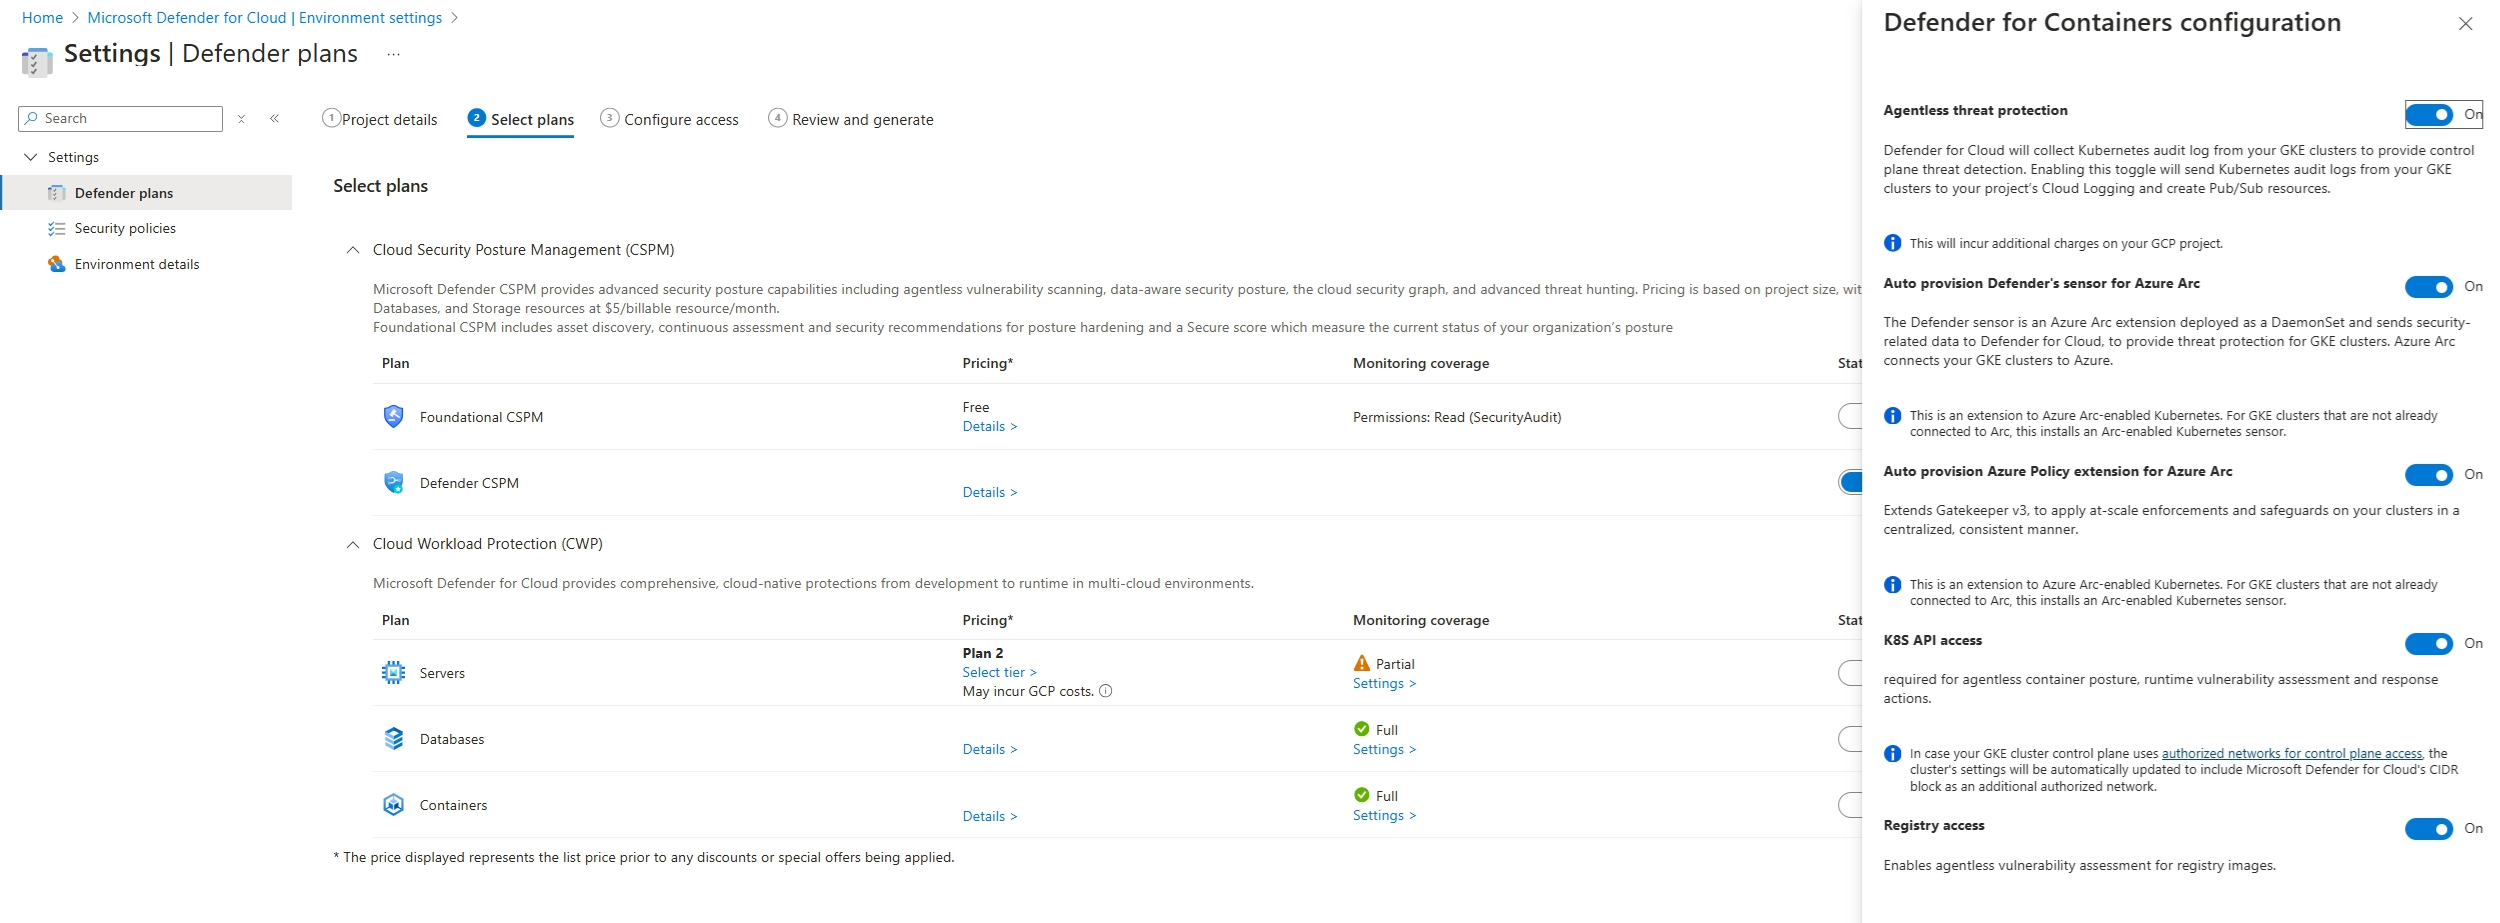 Home > Microsoft Defender for Cloud | Environment settings >
Settings | Defender plans ...
Search
Settings
Defender plans
Security policies
Environment details
1 Project details
2 Select plans
3 Configure access
4 Review and generate
Select plans
Cloud Security Posture Management (CSPM)
Microsoft Defender CSPM provides advanced security posture capabilities including agentless vulnerability scanning, data-aware security posture, the cloud security graph, and advanced threat hunting. Pricing is based on project size, wit
Databases, and Storage resources at $5/billable resource/month.
Foundational CSPM includes asset discovery, continuous assessment and security recommendations for posture hardening and a Secure score which measure the current status of your organization's posture
Plan Pricing* Monitoring coverage Stat
Foundational CSPM
Free
Details >
Permissions: Read (SecurityAudit)
Defender CSPM
Details >
Cloud Workload Protection (CWP)
Microsoft Defender for Cloud provides comprehensive, cloud-native protections from development to runtime in multi-cloud environments.
Plan Pricing* Monitoring coverage Stat
Servers
Plan 2
Select tier >
May incur GCP costs.
Partial
Settings >
Databases
Details >
Full
Settings >
Containers
Details >
Full
Settings >
* The price displayed represents the list price prior to any discounts or special offers being applied.
Defender for Containers configuration
Agentless threat protection
On
Defender for Cloud will collect Kubernetes audit log from your GKE clusters to provide control
plane threat detection. Enabling this toggle will send Kubernetes audit logs from your GKE
clusters to your project's Cloud Logging and create Pub/Sub resources.
This will incur additional charges on your GCP project.
Auto provision Defender's sensor for Azure Arc
On
The Defender sensor is an Azure Arc extension deployed as a DaemonSet and sends security-
related data to Defender for Cloud, to provide threat protection for GKE clusters. Azure Arc
connects your GKE clusters to Azure.
This is an extension to Azure Arc-enabled Kubernetes. For GKE clusters that are not already
connected to Arc, this installs an Arc-enabled Kubernetes sensor.
Auto provision Azure Policy extension for Azure Arc
On
Extends Gatekeeper v3, to apply at-scale enforcements and safeguards on your clusters in a
centralized, consistent manner.
This is an extension to Azure Arc-enabled Kubernetes. For GKE clusters that are not already
connected to Arc, this installs an Arc-enabled Kubernetes sensor.
K8S API access
On
required for agentless container posture, runtime vulnerability assessment and response
actions.
In case your GKE cluster control plane uses authorized networks for control plane access, the
cluster's settings will be automatically updated to include Microsoft Defender for Cloud's CIDR
block as an additional authorized network.
Registry access
On
Enables agentless vulnerability assessment for registry images.